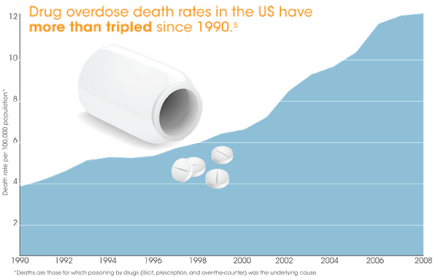 Drug overdose death rates in the US have
more than tripled since 1990.⁵
12
10
8
6
4
2
Death rate per 100,000 population*
1990 1992 1994 1996 1998 2000 2002 2004 2006 2008
*Deaths are those for which poisoning by drugs (illicit, prescription, and over-the-counter) was the underlying cause.